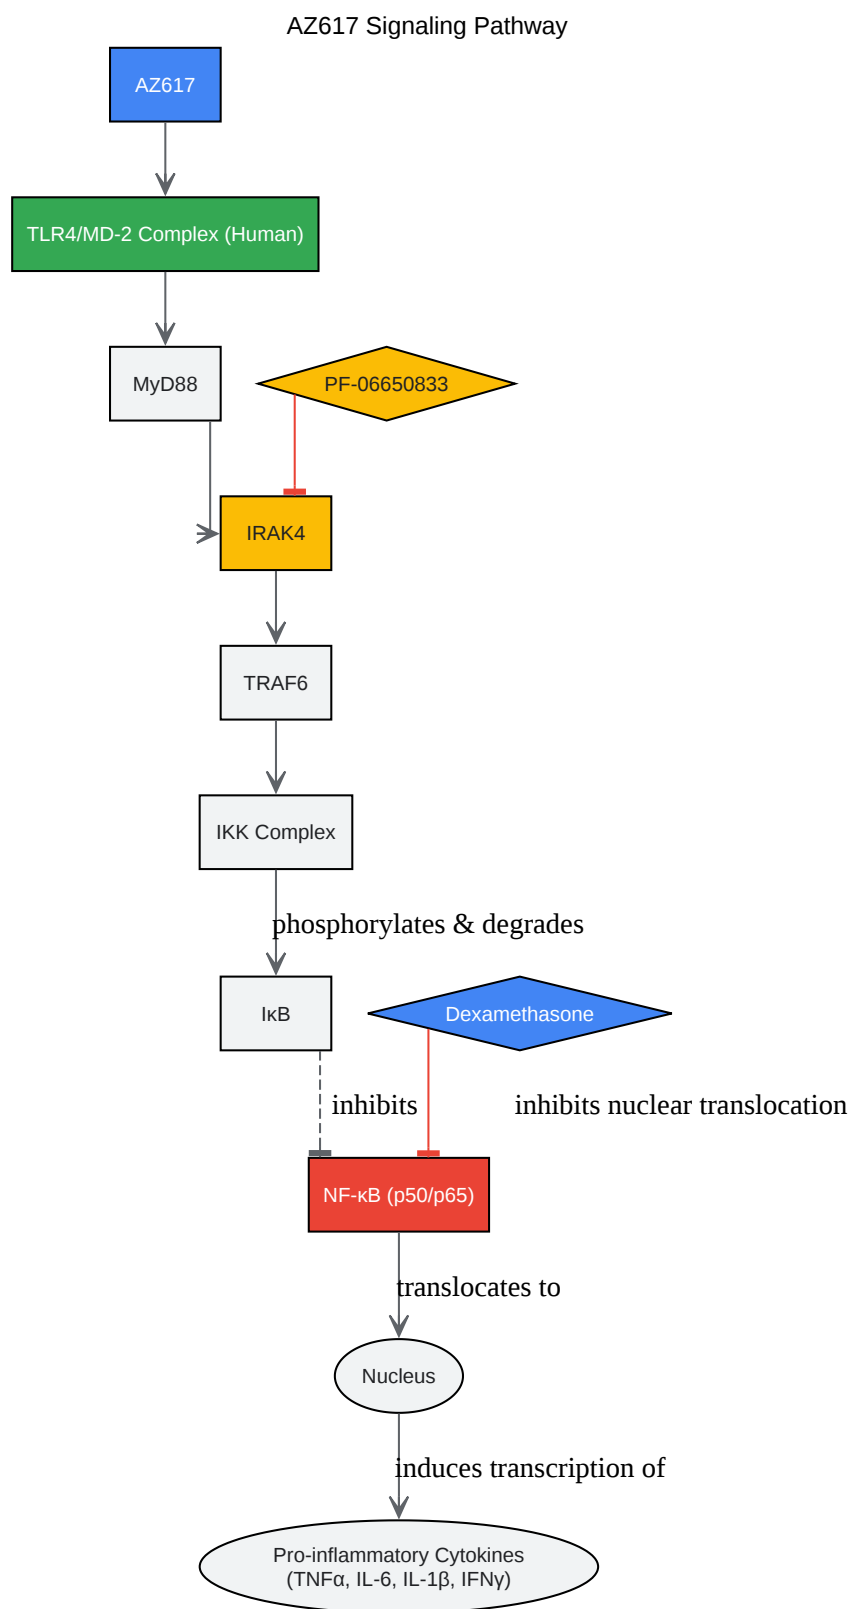 AZ617 Signaling Pathway
AZ617
TLR4/MD-2 Complex (Human)
MyD88
PF-06650833
IRAK4
TRAF6
IKK Complex
phosphorylates & degrades
IκB
Dexamethasone
inhibits
inhibits nuclear translocation
NF-κB (p50/p65)
translocates to
Nucleus
induces transcription of
Pro-inflammatory Cytokines
(TNFα, IL-6, IL-1β, IFNγ)